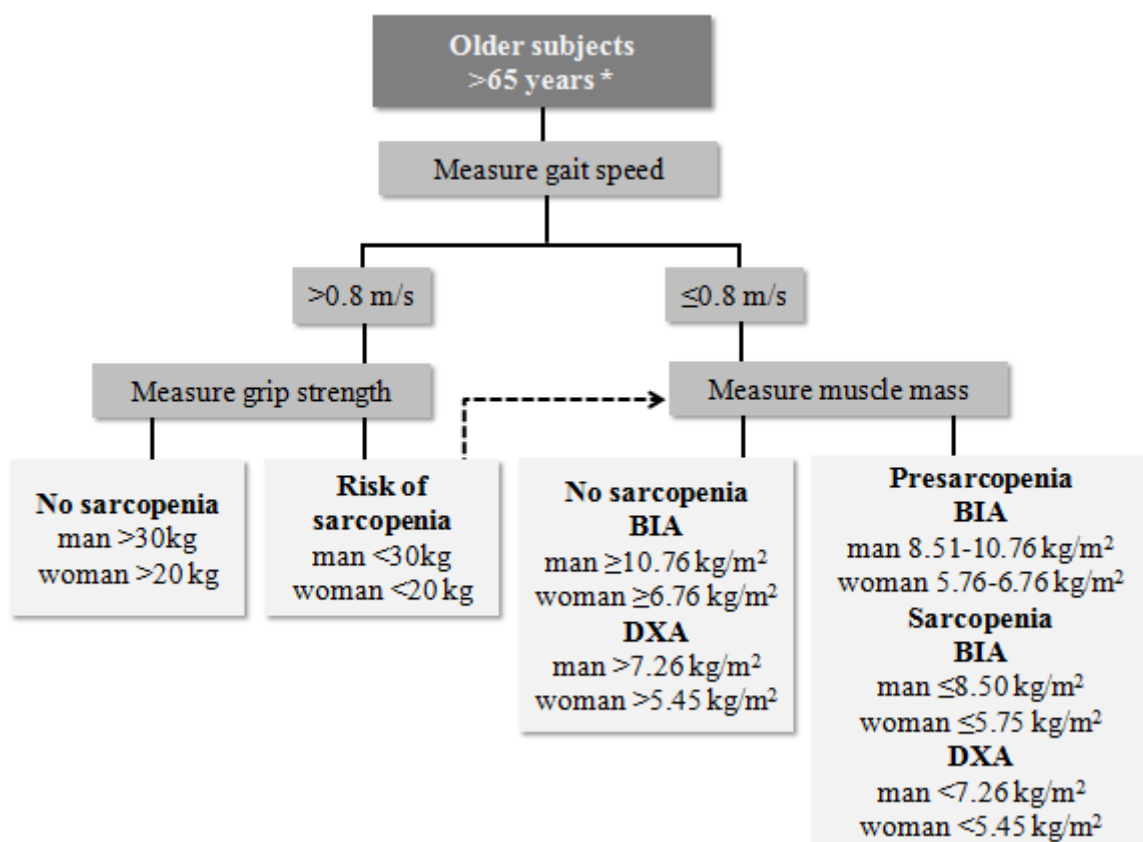 Older subjects
>65 years *
Measure gait speed
>0.8 m/s
≤0.8 m/s
Measure grip strength
Measure muscle mass
No sarcopenia
man >30kg
woman >20 kg
Risk of
sarcopenia
man <30kg
woman <20 kg
No sarcopenia
BIA
man ≥10.76 kg/m²
woman ≥6.76 kg/m²
DXA
man >7.26 kg/m²
woman >5.45 kg/m²
Presarcopenia
BIA
man 8.51-10.76 kg/m²
woman 5.76-6.76 kg/m²
Sarcopenia
BIA
man ≤8.50 kg/m²
woman ≤5.75 kg/m²
DXA
man <7.26 kg/m²
woman <5.45 kg/m²